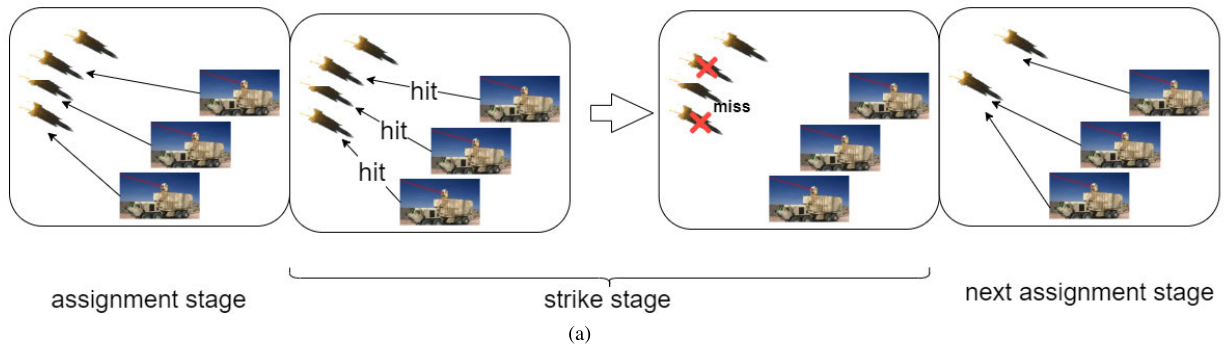 hit
hit
hit
miss
assignment stage
strike stage
next assignment stage
(a)